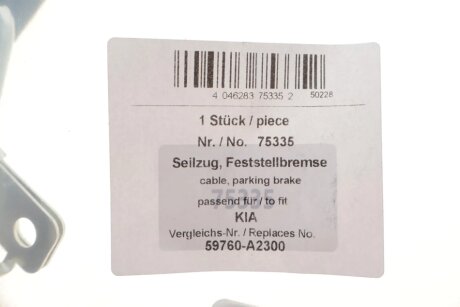 4 046283 75335 2 50228
1 Stück / piece
Nr. / No. 75335
Seilzug, Feststellbremse
cable, parking brake
passend für / to fit
75335
KIA
Vergleichs-Nr. / Replaces No.
59760-A2300